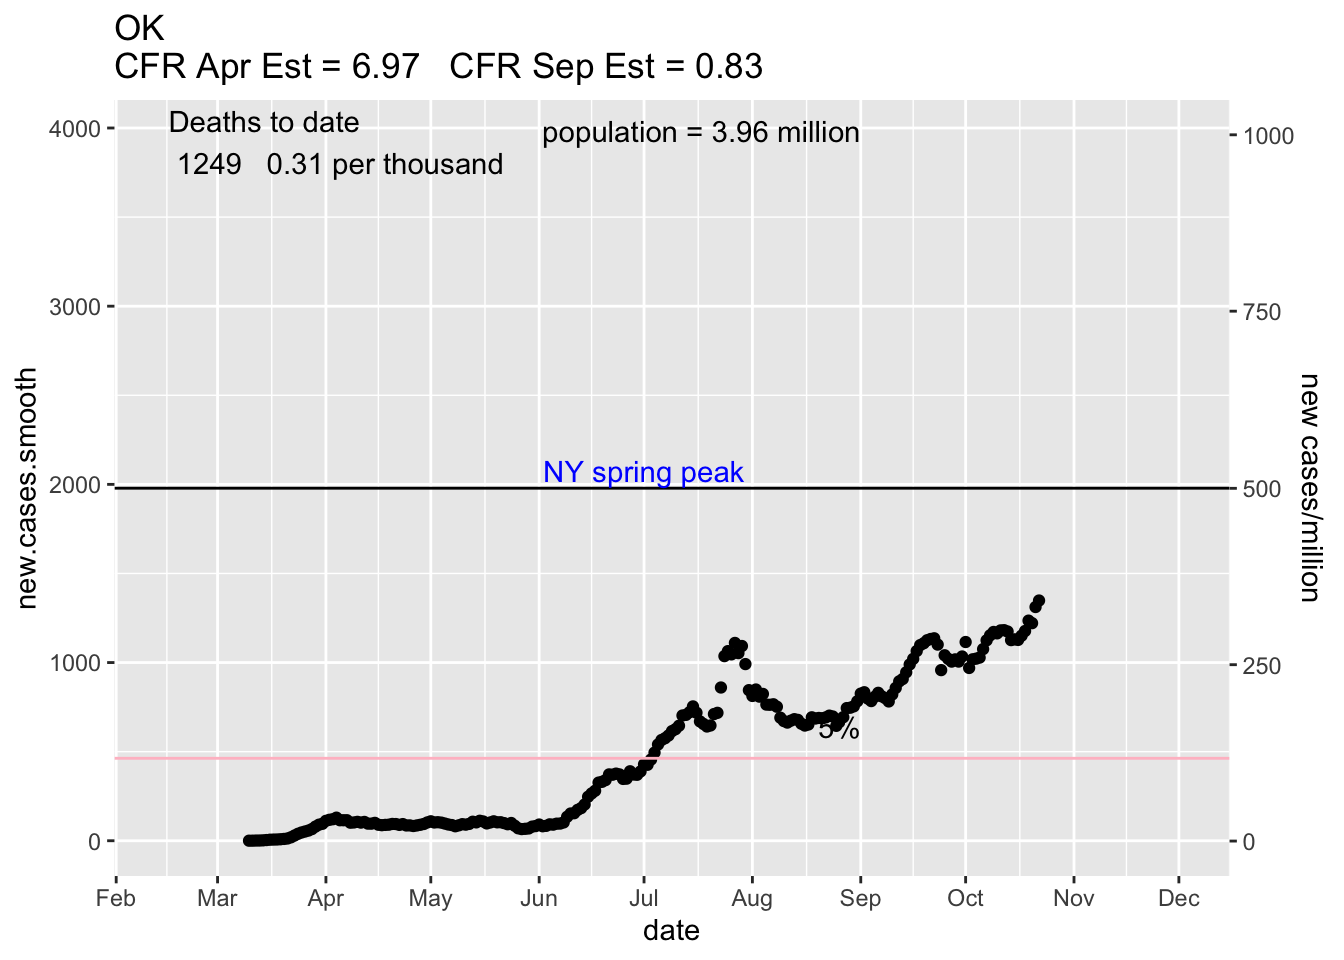 OK
CFR Apr Est = 6.97   CFR Sep Est = 0.83
Deaths to date
1249   0.31 per thousand
population = 3.96 million
NY spring peak
5%
4000
3000
2000
1000
0
new.cases.smooth
1000
750
500
250
0
new cases/million
Feb Mar Apr May Jun Jul Aug Sep Oct Nov Dec
date